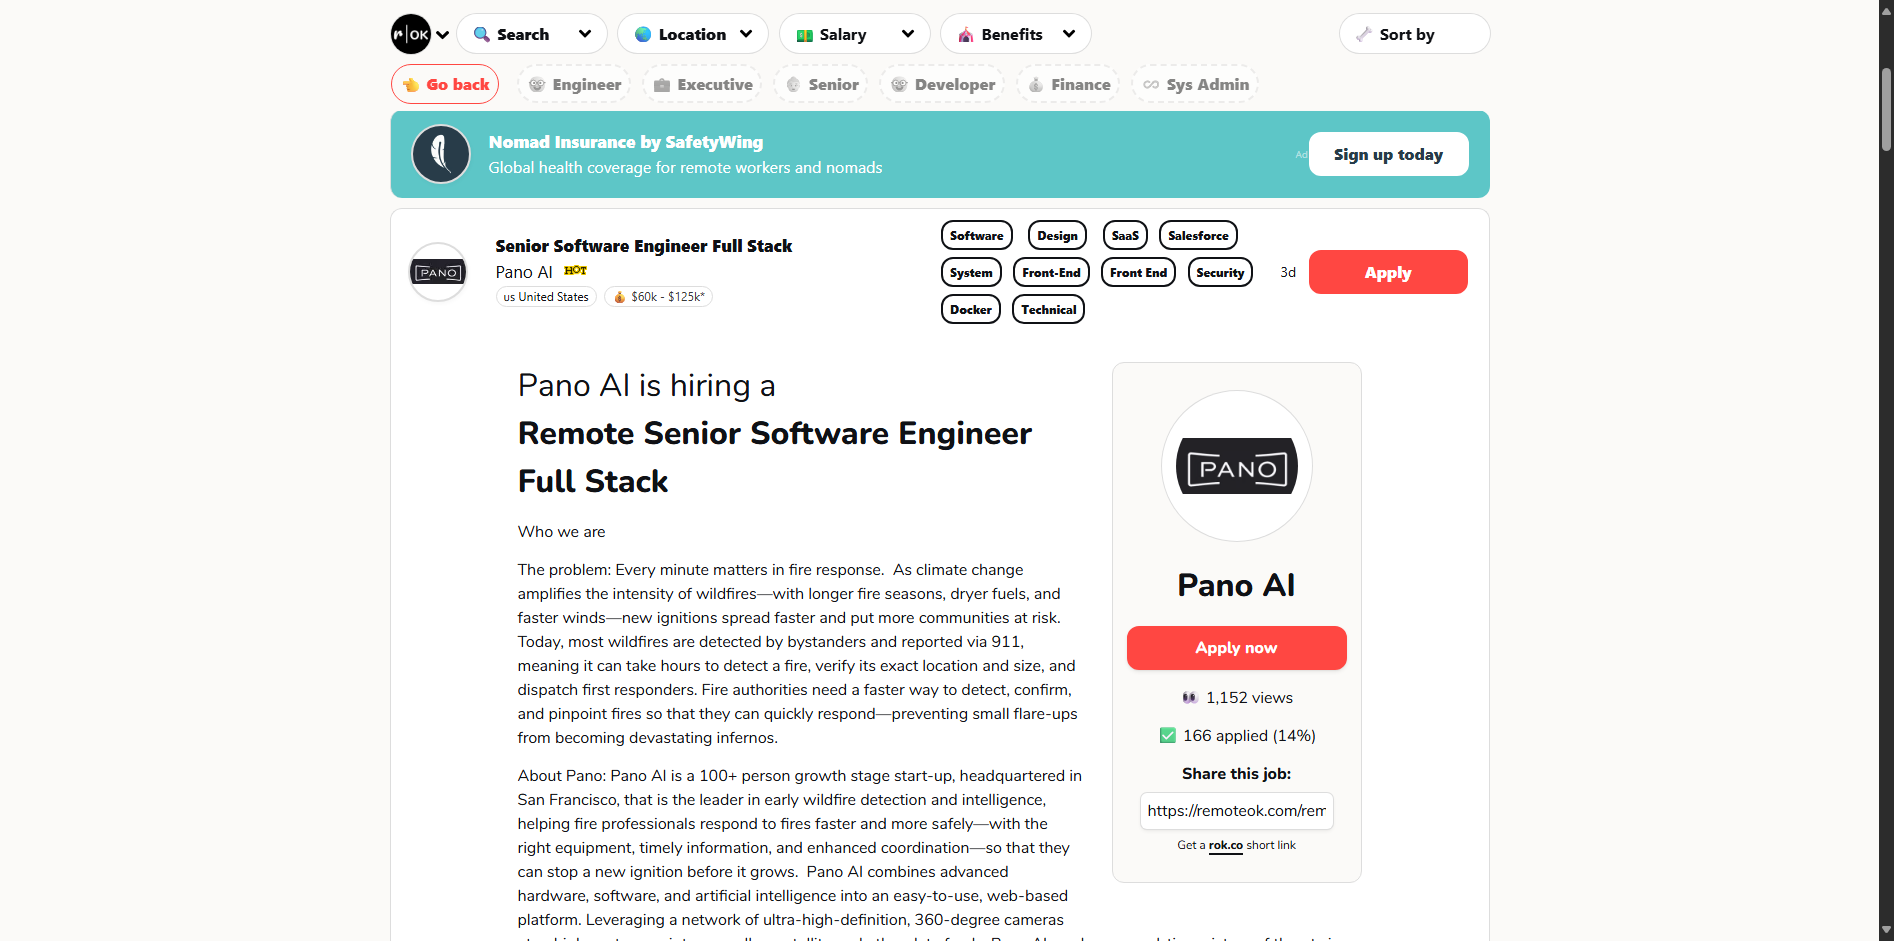 r|OK
Search
Location
Salary
Benefits
Sort by
Go back
Engineer
Executive
Senior
Developer
Finance
Sys Admin
Nomad Insurance by SafetyWing
Global health coverage for remote workers and nomads
Ad
Sign up today
PANO
Senior Software Engineer Full Stack
Pano AI HOT
us United States
$60k - $125k*
Software Design SaaS Salesforce
System Front-End Front End Security
Docker Technical
3d
Apply
Pano AI is hiring a
Remote Senior Software Engineer
Full Stack
Who we are
The problem: Every minute matters in fire response.  As climate change
amplifies the intensity of wildfires—with longer fire seasons, dryer fuels, and
faster winds—new ignitions spread faster and put more communities at risk.
Today, most wildfires are detected by bystanders and reported via 911,
meaning it can take hours to detect a fire, verify its exact location and size, and
dispatch first responders. Fire authorities need a faster way to detect, confirm,
and pinpoint fires so that they can quickly respond—preventing small flare-ups
from becoming devastating infernos.
About Pano: Pano AI is a 100+ person growth stage start-up, headquartered in
San Francisco, that is the leader in early wildfire detection and intelligence,
helping fire professionals respond to fires faster and more safely—with the
right equipment, timely information, and enhanced coordination—so that they
can stop a new ignition before it grows.  Pano AI combines advanced
hardware, software, and artificial intelligence into an easy-to-use, web-based
platform. Leveraging a network of ultra-high-definition, 360-degree cameras
PANO
Pano AI
Apply now
1,152 views
166 applied (14%)
Share this job:
https://remoteok.com/rem
Get a rok.co short link